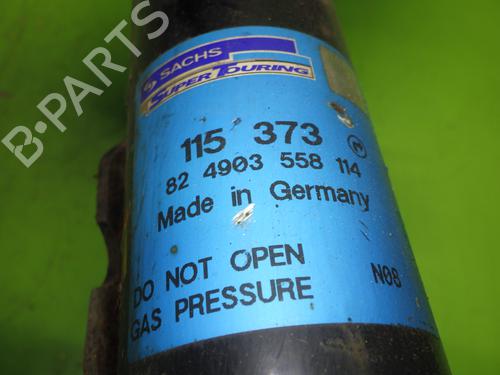 SACHS
SUPER TOURING
115 373
82 4903 558 114
Made in Germany
DO NOT OPEN
GAS PRESSURE
N08
B-PARTS